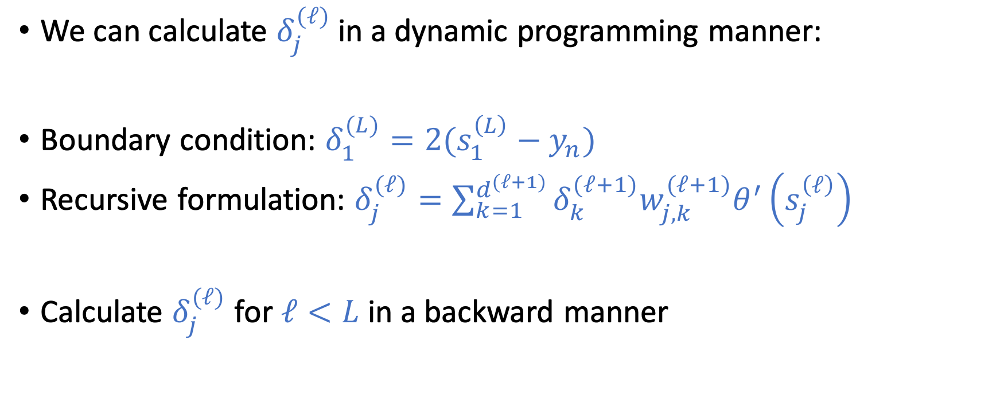 • We can calculate $\delta_j^{(\ell)}$ in a dynamic programming manner:
• Boundary condition: $\delta_1^{(L)} = 2(s_1^{(L)} - y_n)$
• Recursive formulation: $\delta_j^{(\ell)} = \sum_{k=1}^{d^{(\ell+1)}} \delta_k^{(\ell+1)} w_{j,k}^{(\ell+1)} \theta' \left( s_j^{(\ell)} \right)$
• Calculate $\delta_j^{(\ell)}$ for $\ell < L$ in a backward manner